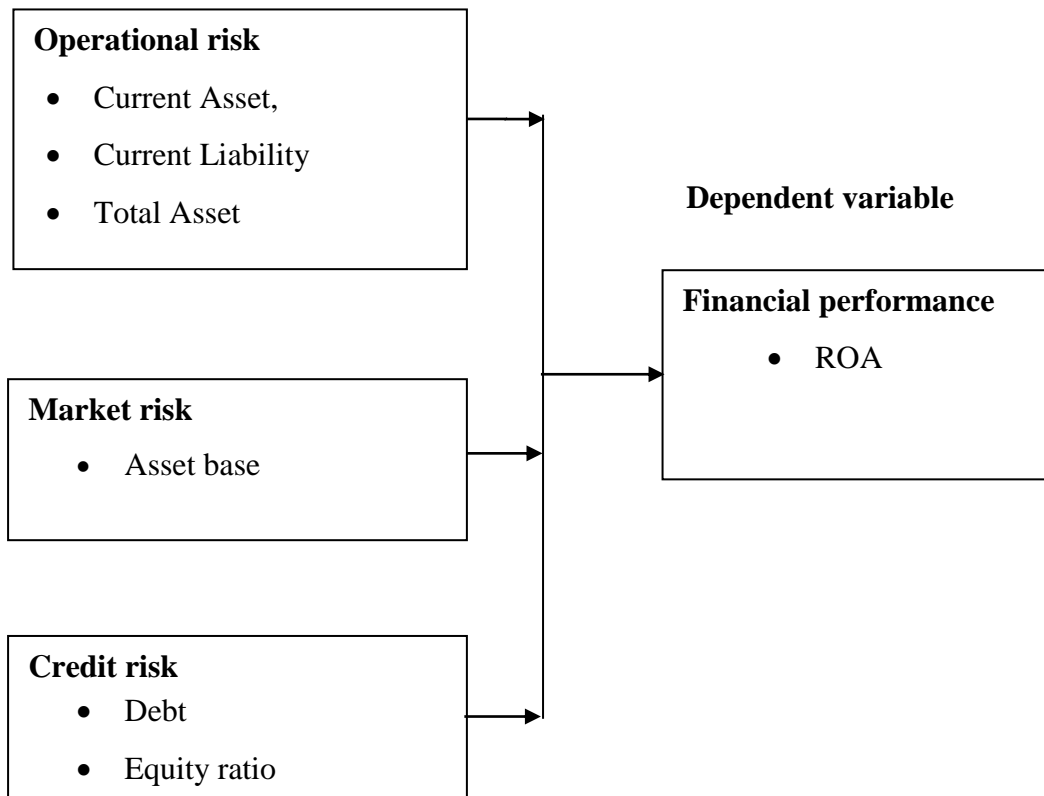 Operational risk
• Current Asset,
• Current Liability
• Total Asset
Dependent variable
Financial performance
• ROA
Market risk
• Asset base
Credit risk
• Debt
• Equity ratio